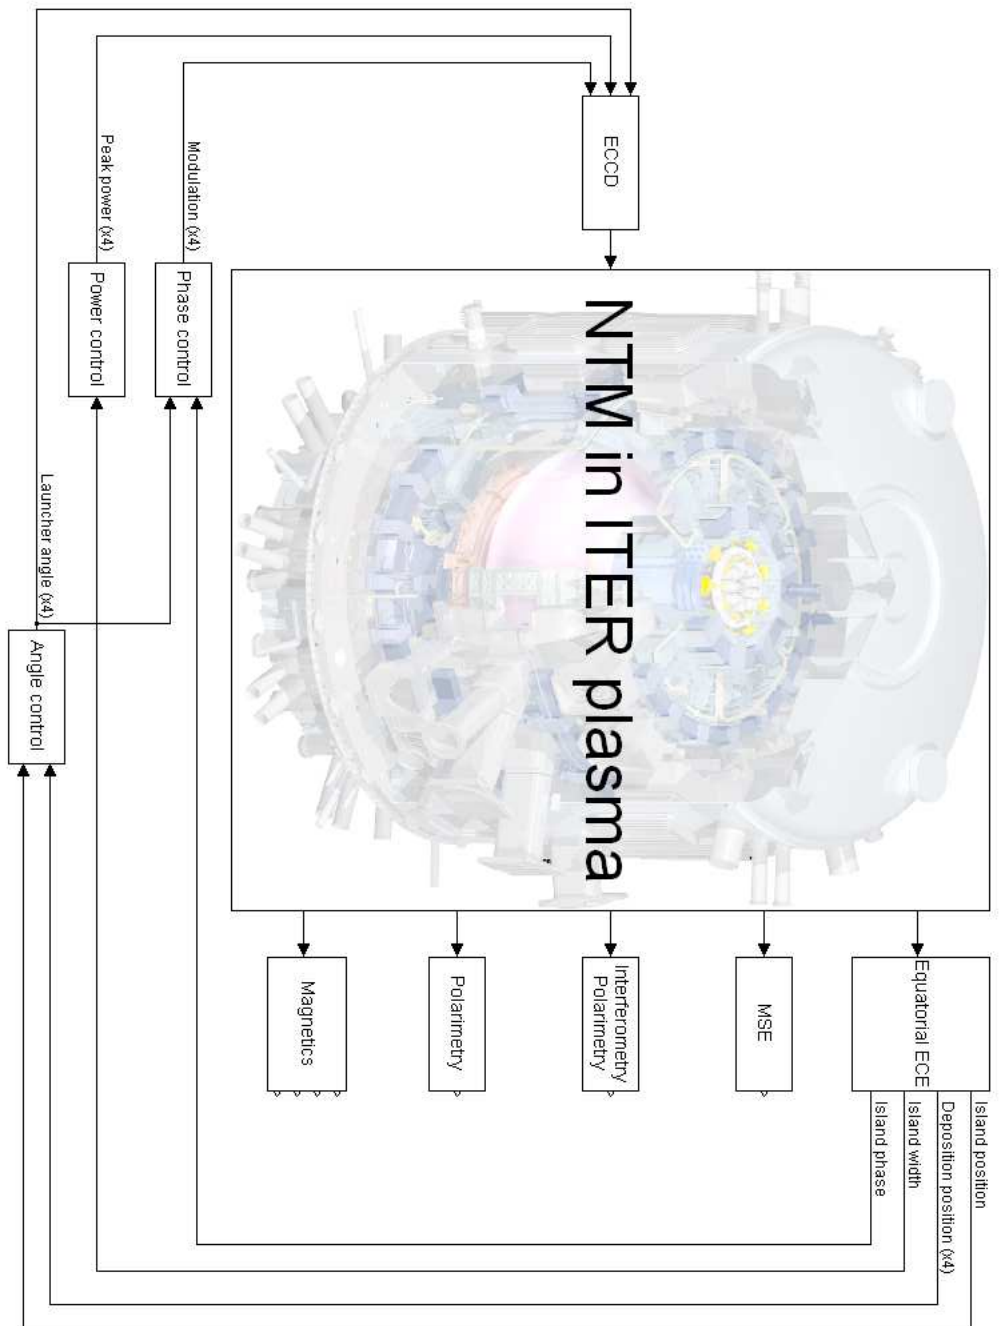 ECCD
NTM in ITER plasma
Equatorial ECE
Island position
Deposition position (x4)
Island width
Island phase
MSE
Interferometry
Polarimetry
Polarimetry
Magnetics
Modulation (x4)
Phase control
Peak power (x4)
Power control
Launcher angle (x4)
Angle control